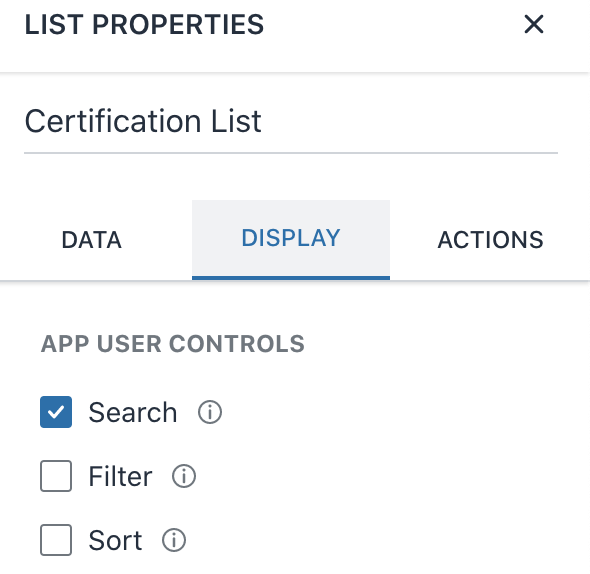 LIST PROPERTIES
Certification List
DATA DISPLAY ACTIONS
APP USER CONTROLS
Search
Filter
Sort